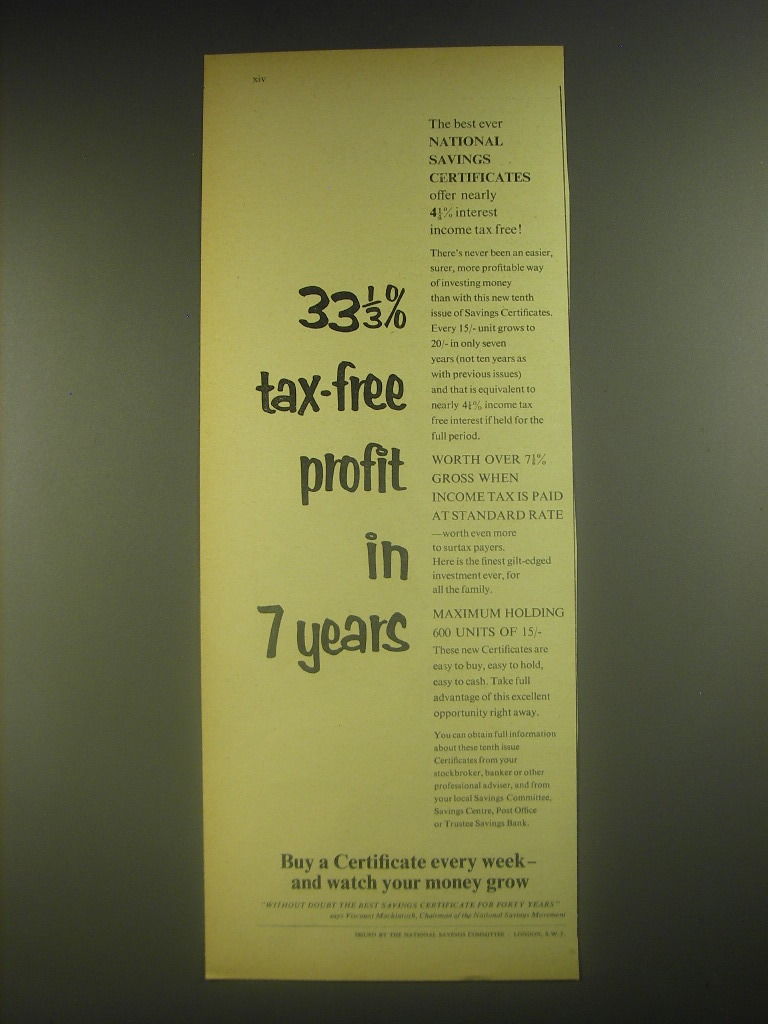 xiv
33⅓%
tax-free
profit
in
7 years
The best ever
NATIONAL
SAVINGS
CERTIFICATES
offer nearly
4¼% interest
income tax free!
There's never been an easier,
surer, more profitable way
of investing money
than with this new tenth
issue of Savings Certificates.
Every 15/- unit grows to
20/- in only seven
years (not ten years as
with previous issues)
and that is equivalent to
nearly 4¼% income tax
free interest if held for the
full period.
WORTH OVER 7¼%
GROSS WHEN
INCOME TAX IS PAID
AT STANDARD RATE
—worth even more
to surtax payers.
Here is the finest gilt-edged
investment ever, for
all the family.
MAXIMUM HOLDING
600 UNITS OF 15/-
These new Certificates are
easy to buy, easy to hold,
easy to cash. Take full
advantage of this excellent
opportunity right away.
You can obtain full information
about these tenth issue
Certificates from your
stockbroker, banker or other
professional adviser, and from
your local Savings Committee,
Savings Centre, Post Office
or Trustee Savings Bank.
Buy a Certificate every week–
and watch your money grow
"WITHOUT DOUBT THE BEST SAVINGS CERTIFICATE FOR FORTY YEARS"
says Viscount Mackintosh, Chairman of the National Savings Movement
ISSUED BY THE NATIONAL SAVINGS COMMITTEE · LONDON, S.W.7.